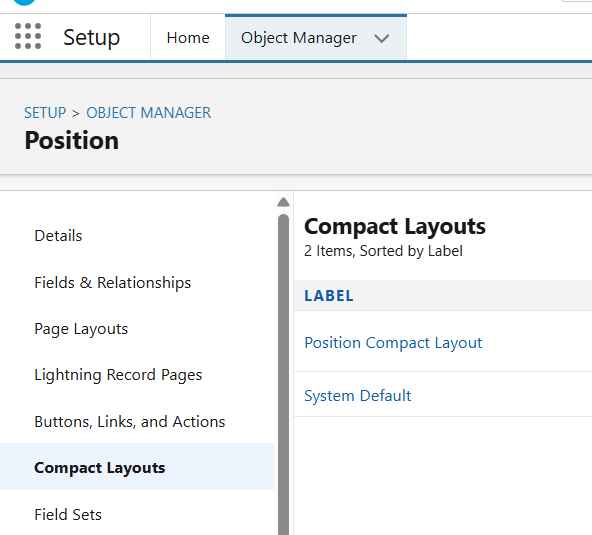 Setup
Home
Object Manager
SETUP > OBJECT MANAGER
Position
Details
Fields & Relationships
Page Layouts
Lightning Record Pages
Buttons, Links, and Actions
Compact Layouts
Field Sets
Compact Layouts
2 Items, Sorted by Label
LABEL
Position Compact Layout
System Default